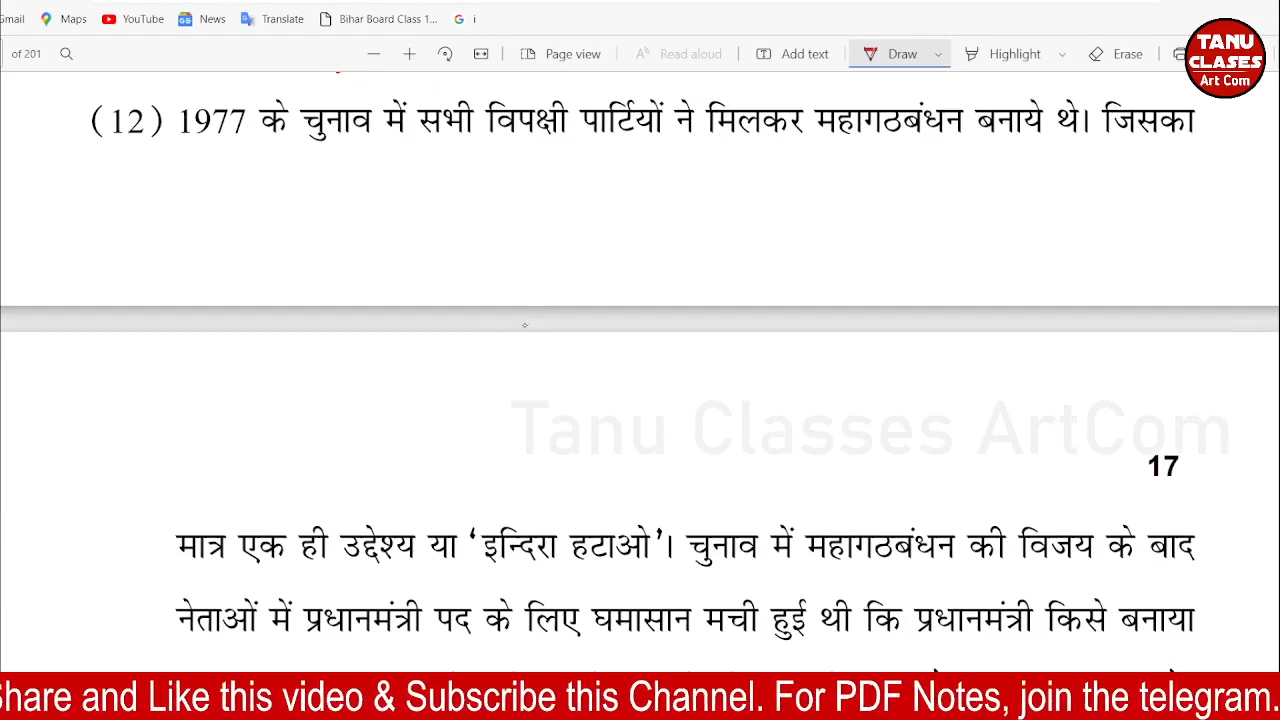 Gmail Maps YouTube News Translate Bihar Board Class 1... i
of 201 Page view Read aloud Add text Draw Highlight Erase
TANU
CLASES
Art Com
(12) 1977 के चुनाव में सभी विपक्षी पार्टियों ने मिलकर महागठबंधन बनाये थे। जिसका
Tanu Classes ArtCom
17
मात्र एक ही उद्देश्य या ‘इन्दिरा हटाओ’। चुनाव में महागठबंधन की विजय के बाद
नेताओं में प्रधानमंत्री पद के लिए घमासान मची हुई थी कि प्रधानमंत्री किसे बनाया
Share and Like this video & Subscribe this Channel. For PDF Notes, join the telegram.